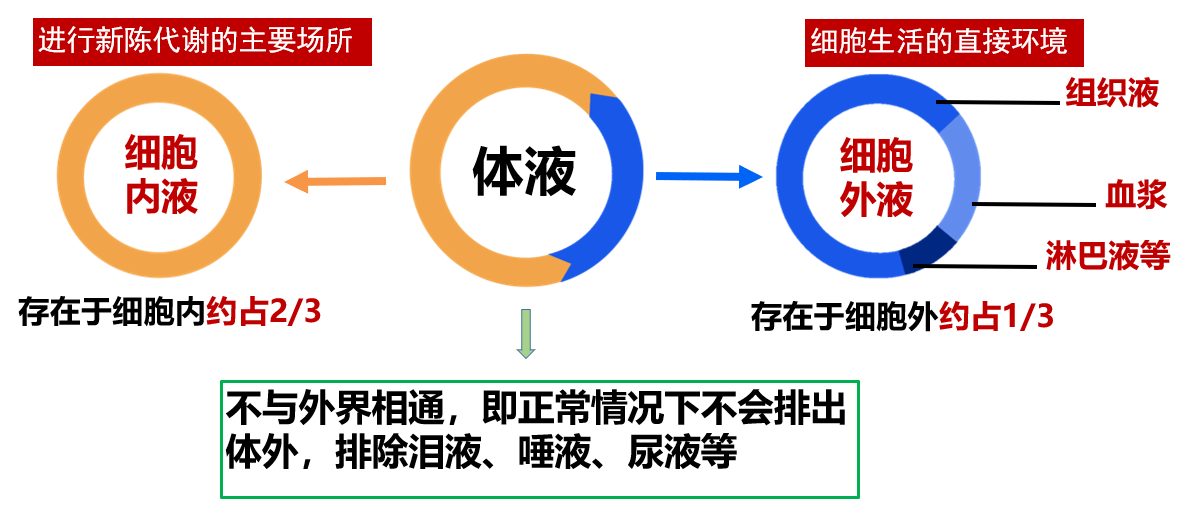 进行新陈代谢的主要场所
细胞生活的直接环境
组织液
细胞
内液
体液
细胞
外液
血浆
淋巴液等
存在于细胞内约占2/3
存在于细胞外约占1/3
不与外界相通，即正常情况下不会排出
体外，排除泪液、唾液、尿液等